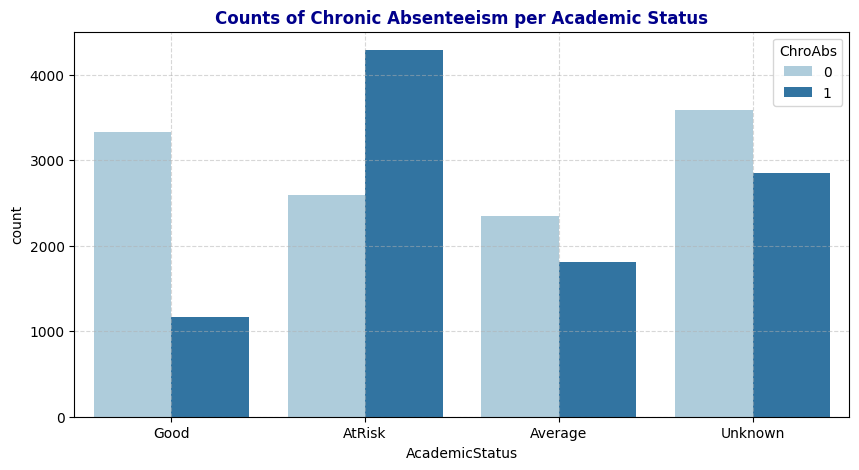 Counts of Chronic Absenteeism per Academic Status
ChroAbs
0
1
4000
3000
2000
1000
0
count
Good
AtRisk
Average
Unknown
AcademicStatus